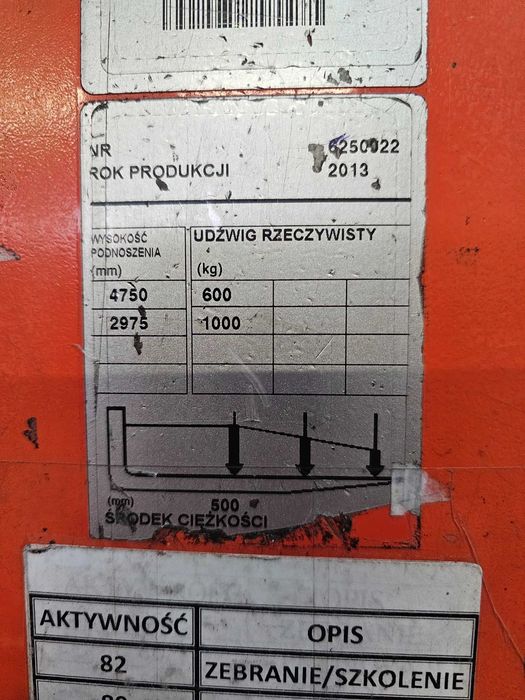 NR 6250022
ROK PRODUKCJI 2013
WYSOKOŚĆ PODNOSZENIA (mm) UDŹWIG RZECZYWISTY (kg)
4750 600
2975 1000
(mm) 500
ŚRODEK CIĘŻKOŚCI
AKTYWNOŚĆ OPIS
82 ZEBRANIE/SZKOLENIE